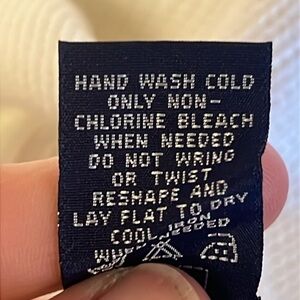 HAND WASH COLD
ONLY NON-
CHLORINE BLEACH
WHEN NEEDED
DO NOT WRING
OR TWIST
RESHAPE AND
LAY FLAT TO DRY
COOL IRON
WHEN NEEDED